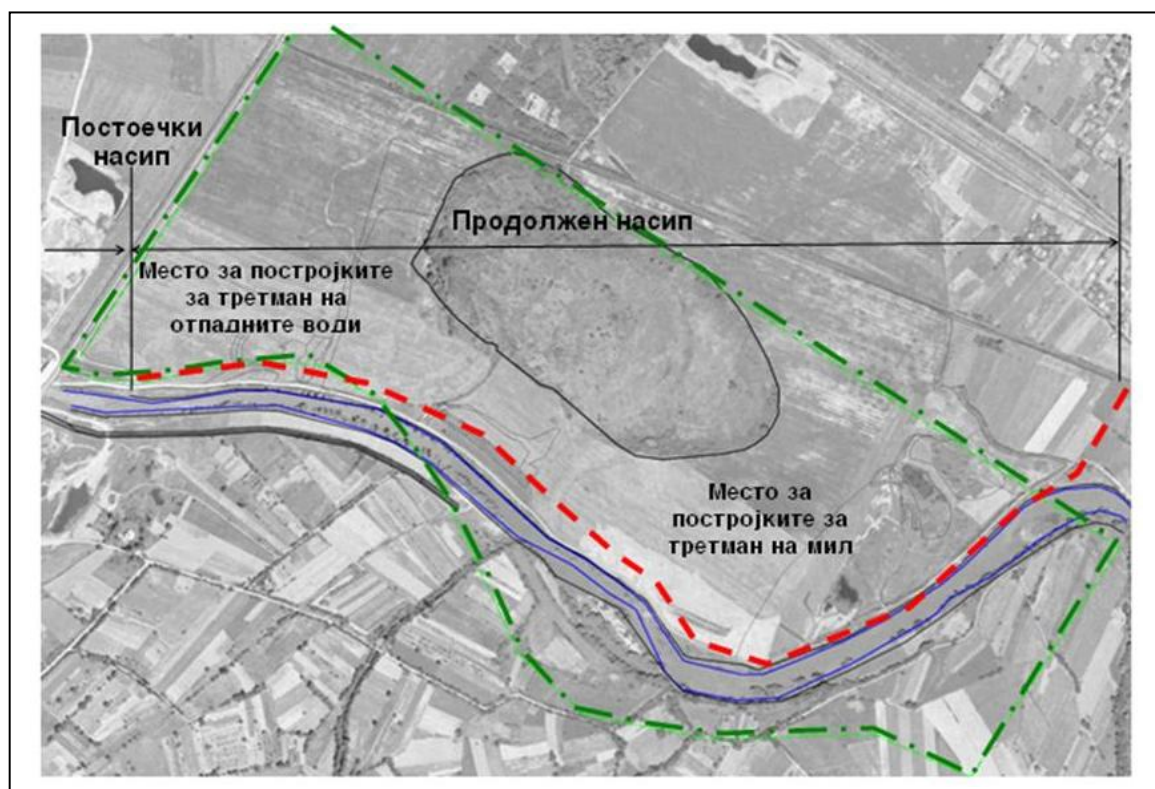 Постоечки
насип
Продолжен насип
Место за постројките
за третман на
отпадните води
Место за
постројките за
третман на мил